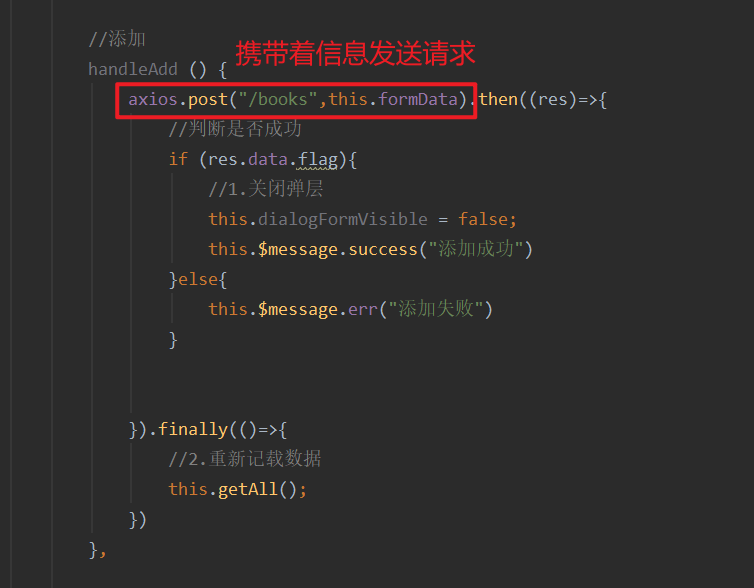 //添加
携带着信息发送请求
handleAdd () {
axios.post("/books",this.formData).then((res)=>{
//判断是否成功
if (res.data.flag){
//1.关闭弹层
this.dialogFormVisible = false;
this.$message.success("添加成功")
}else{
this.$message.err("添加失败")
}
}).finally(()=>{
//2.重新记载数据
this.getAll();
})
},